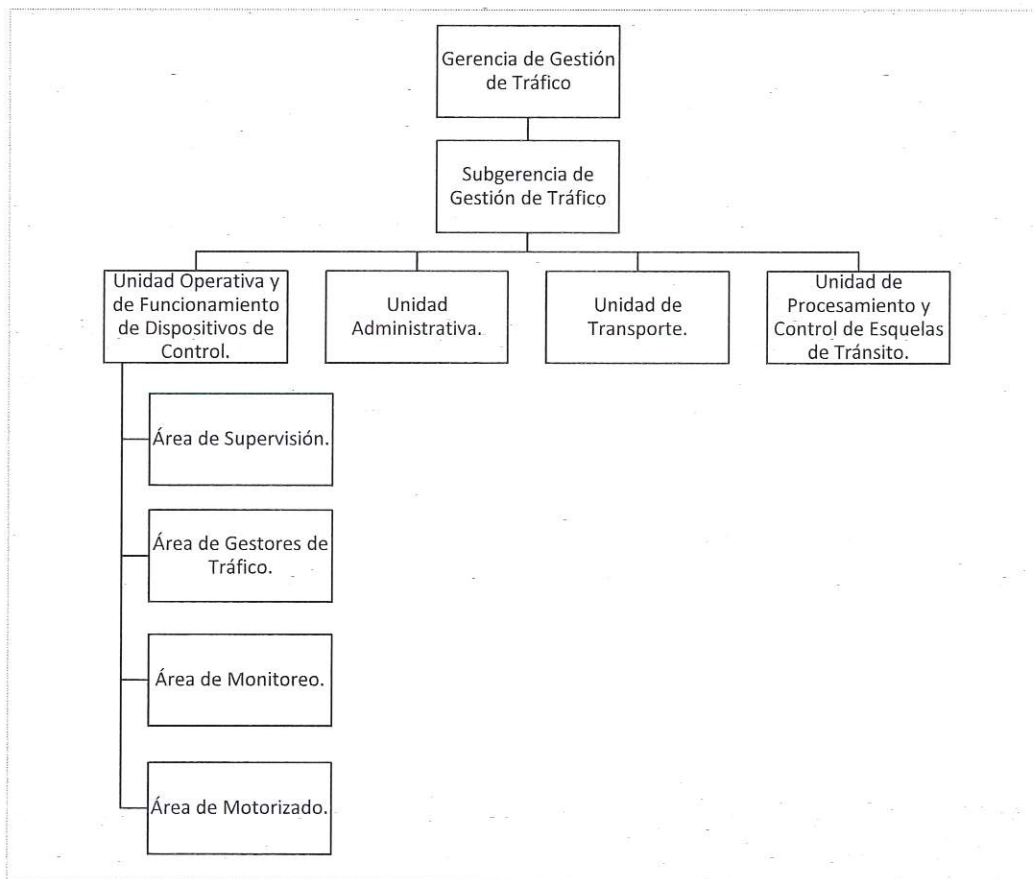 Gerencia de Gestión
de Tráfico
Subgerencia de
Gestión de Tráfico
Unidad Operativa y
de Funcionamiento
de Dispositivos de
Control.
Unidad
Administrativa.
Unidad de
Transporte.
Unidad de
Procesamiento y
Control de Esquelas
de Tránsito.
Área de Supervisión.
Área de Gestores de
Tráfico.
Área de Monitoreo.
Área de Motorizado.